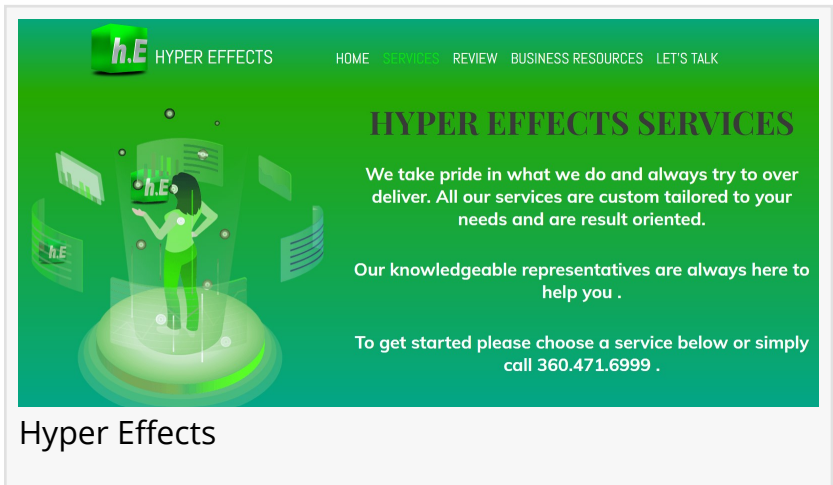 h.E HYPER EFFECTS
HOME SERVICES REVIEW BUSINESS RESOURCES LET'S TALK
HYPER EFFECTS SERVICES
We take pride in what we do and always try to over
deliver. All our services are custom tailored to your
needs and are result oriented.
Our knowledgeable representatives are always here to
help you .
To get started please choose a service below or simply
call 360.471.6999 .
h.E
h.E
Hyper Effects